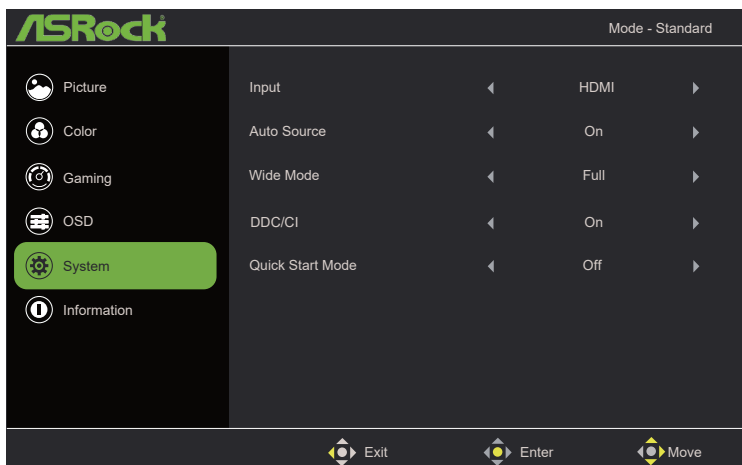 ASRock
Mode - Standard
Picture
Color
Gaming
OSD
System
Information
Input HDMI
Auto Source On
Wide Mode Full
DDC/CI On
Quick Start Mode Off
Exit Enter Move